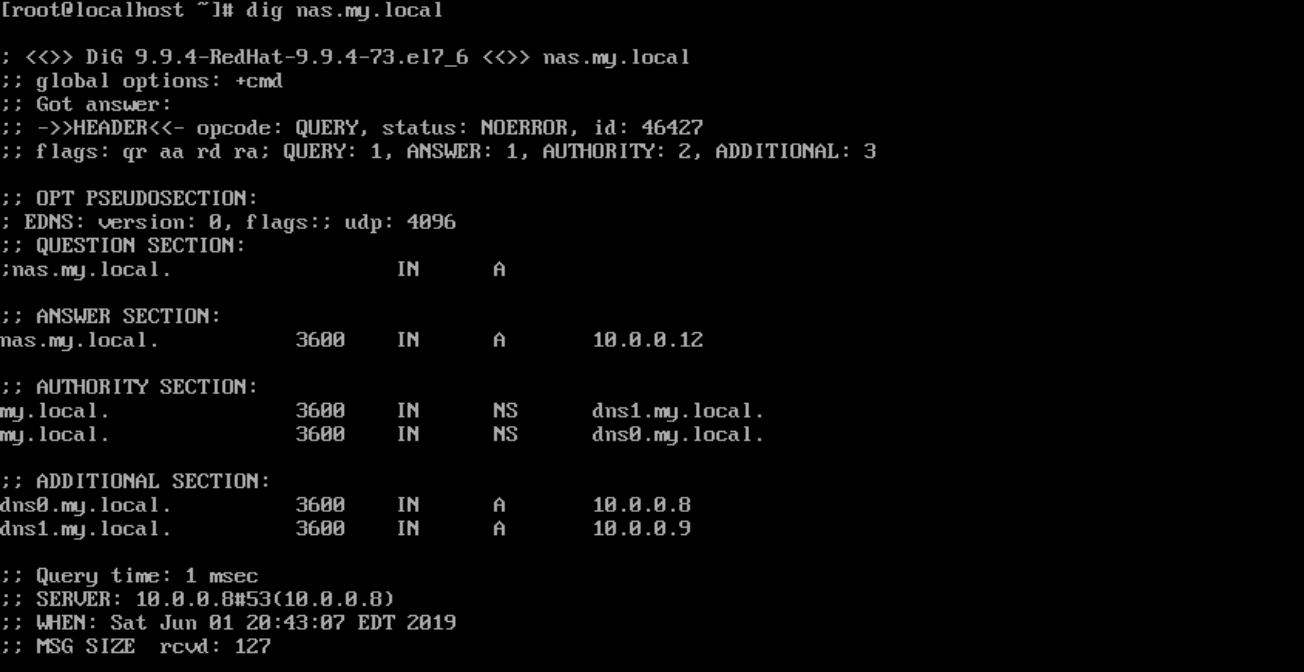 [root@localhost ~]# dig nas.my.local
; <<>> DiG 9.9.4-RedHat-9.9.4-73.el7_6 <<>> nas.my.local
;; global options: +cmd
;; Got answer:
;; ->>HEADER<<- opcode: QUERY, status: NOERROR, id: 46427
;; flags: qr aa rd ra; QUERY: 1, ANSWER: 1, AUTHORITY: 2, ADDITIONAL: 3
;; OPT PSEUDOSECTION:
; EDNS: version: 0, flags:; udp: 4096
;; QUESTION SECTION:
;nas.my.local. IN A
;; ANSWER SECTION:
nas.my.local. 3600 IN A 10.0.0.12
;; AUTHORITY SECTION:
my.local. 3600 IN NS dns1.my.local.
my.local. 3600 IN NS dns0.my.local.
;; ADDITIONAL SECTION:
dns0.my.local. 3600 IN A 10.0.0.8
dns1.my.local. 3600 IN A 10.0.0.9
;; Query time: 1 msec
;; SERVER: 10.0.0.8#53(10.0.0.8)
;; WHEN: Sat Jun 01 20:43:07 EDT 2019
;; MSG SIZE  rcvd: 127